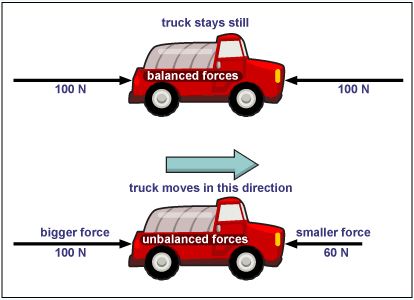 truck stays still
balanced forces
100 N
100 N
truck moves in this direction
bigger force
smaller force
unbalanced forces
100 N
60 N